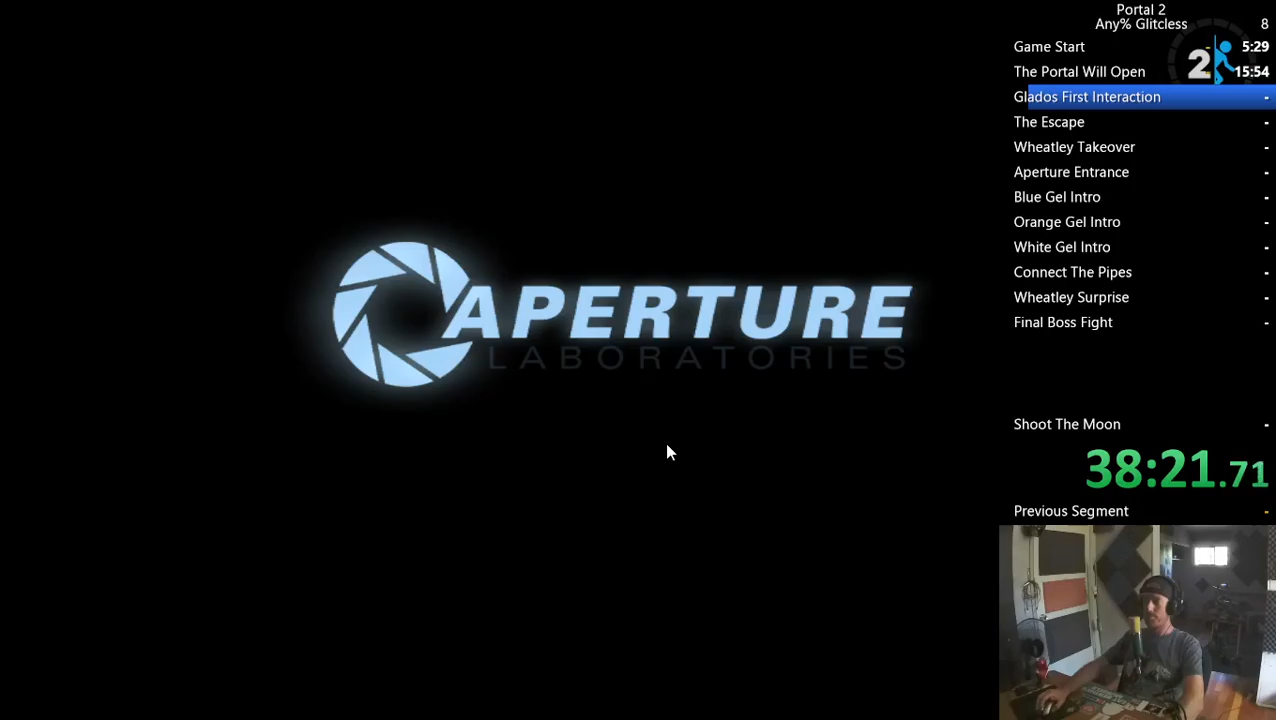 Portal 2
Any% Glitchless 8
Game Start 5:29
The Portal Will Open 15:54
Glados First Interaction -
The Escape -
Wheatley Takeover -
Aperture Entrance -
Blue Gel Intro -
Orange Gel Intro -
White Gel Intro -
Connect The Pipes -
Wheatley Surprise -
Final Boss Fight
2
APERTURE
LABORATORIES
Shoot The Moon -
38:21.71
Previous Segment -